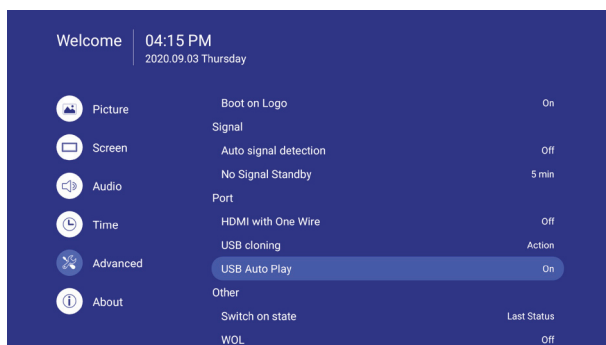 Welcome
04:15 PM
2020.09.03 Thursday
Picture
Screen
Audio
Time
Advanced
About
Boot on Logo On
Signal
Auto signal detection Off
No Signal Standby 5 min
Port
HDMI with One Wire Off
USB cloning Action
USB Auto Play On
Other
Switch on state Last Status
WOL Off